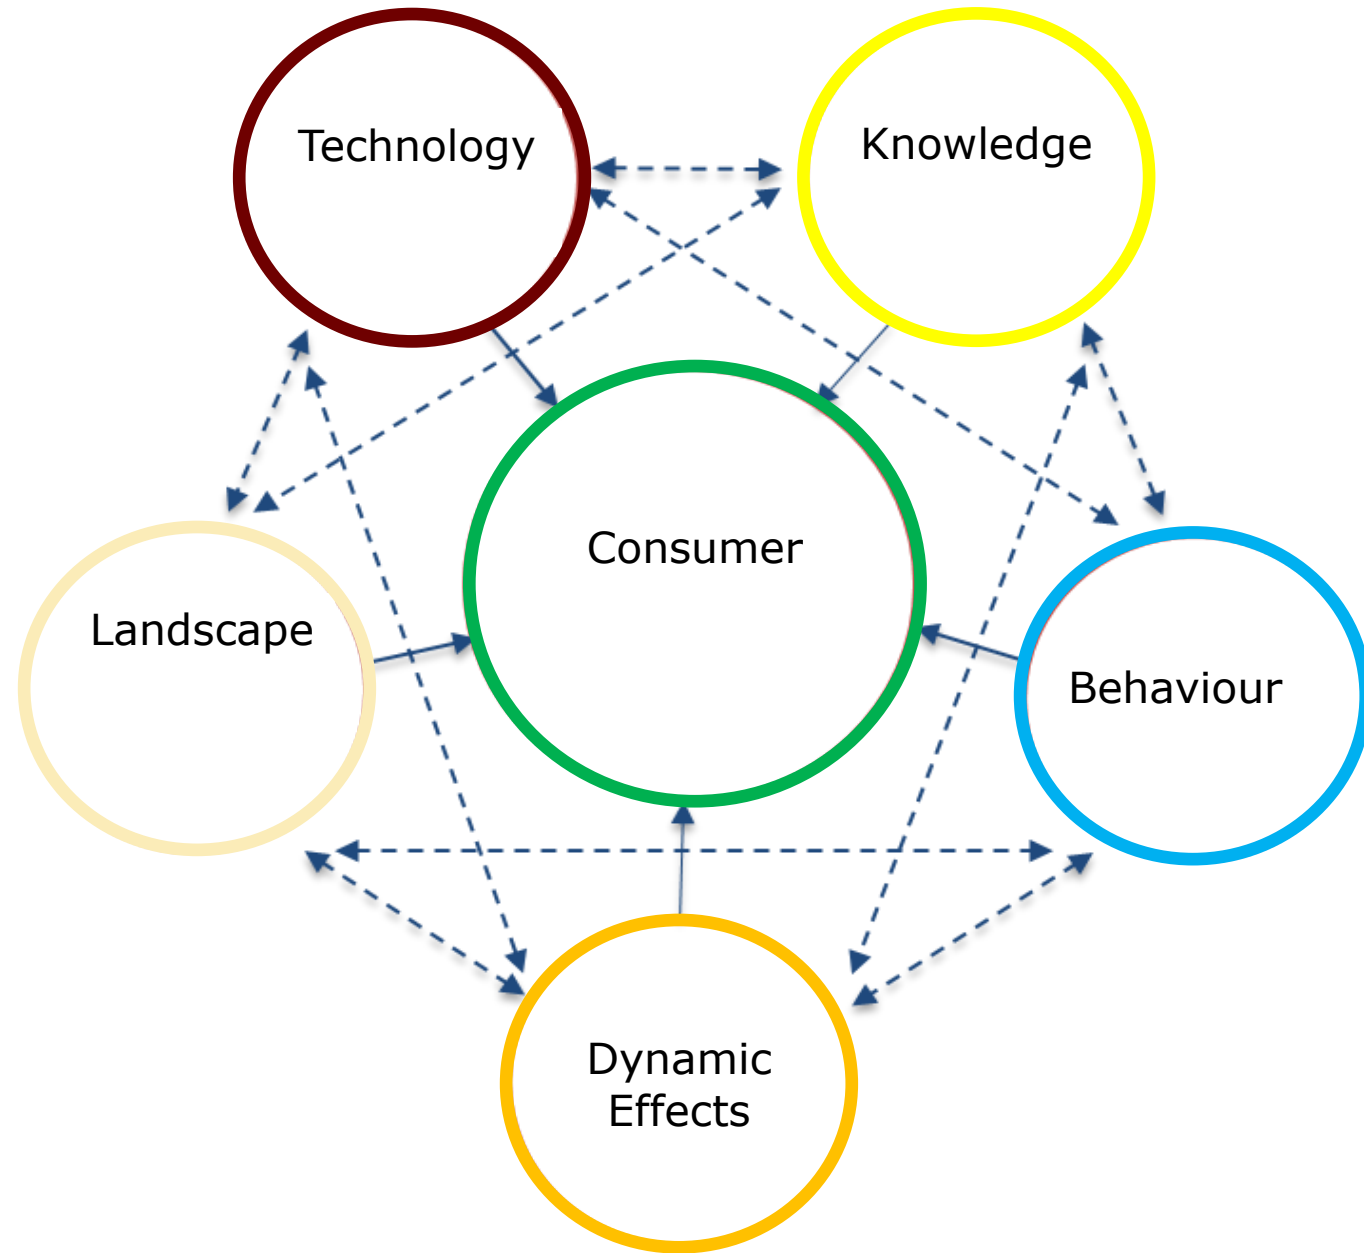 Technology
Knowledge
Consumer
Landscape
Behaviour
Dynamic
Effects